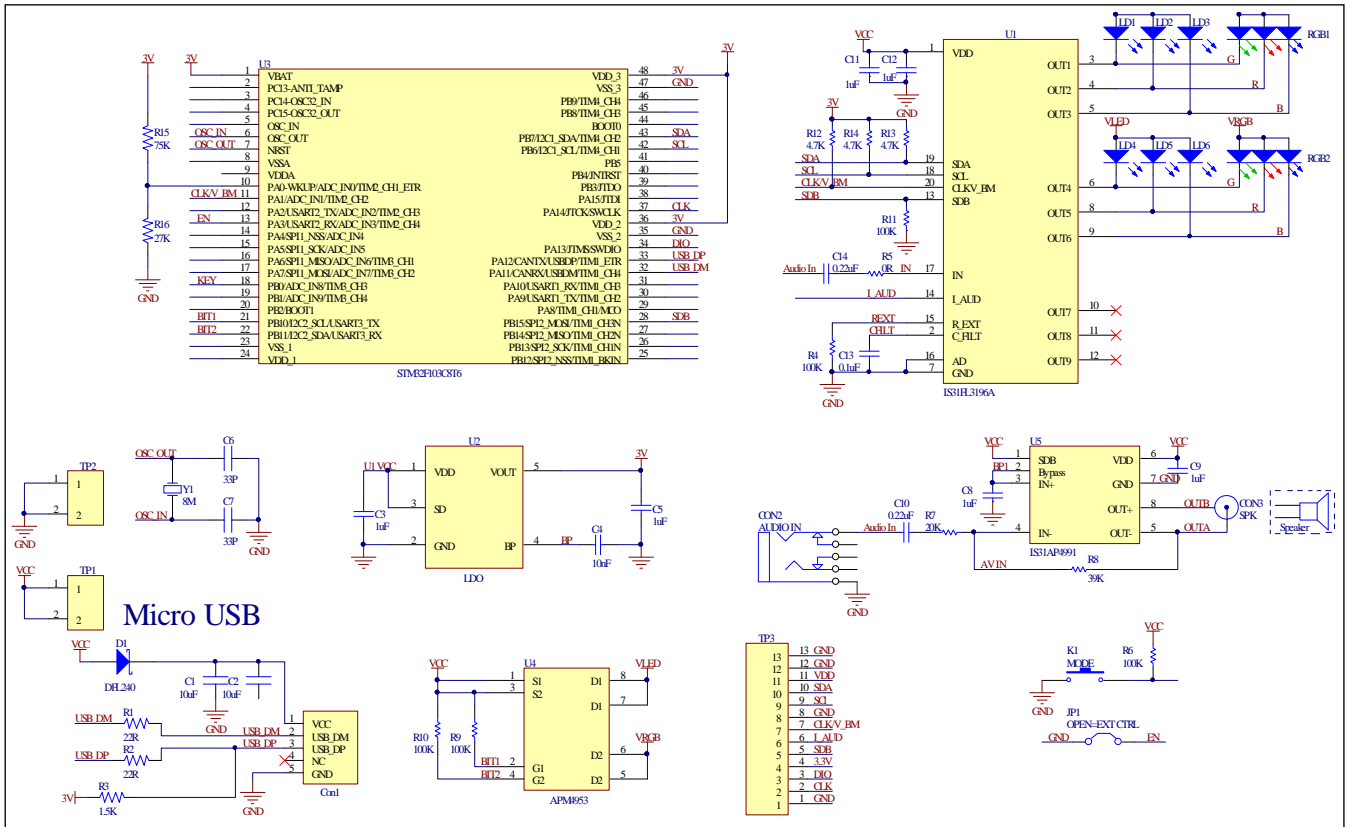 3V
3V
U3
1 VBAT
2 PC13-ANTI_TAMP
3 PC14-OSC32_IN
4 PC15-OSC32_OUT
5 OSC_IN
OSC_IN 6 OSC_OUT
OSC_OUT 7 NRST
8 VSSA
9 VDDA
10 PA0-WKUP/ADC_IN0/TIM2_CH1_ETR
CLK/V_BM 11 PA1/ADC_IN1/TIM2_CH2
12 PA2/USART2_TX/ADC_IN2/TIM2_CH3
EN 13 PA3/USART2_RX/ADC_IN3/TIM2_CH4
14 PA4/SPI1_NSS/ADC_IN4
15 PA5/SPI1_SCK/ADC_IN5
16 PA6/SPI1_MISO/ADC_IN6/TIM3_CH1
17 PA7/SPI1_MOSI/ADC_IN7/TIM3_CH2
KEY 18 PB0/ADC_IN8/TIM3_CH3
19 PB1/ADC_IN9/TIM3_CH4
20 PB2/BOOT1
BIT1 21 PB10/I2C2_SCL/USART3_TX
BIT2 22 PB11/I2C2_SDA/USART3_RX
23 VSS_1
24 VDD_1
3V
VDD_3 48 3V
VSS_3 47 GND
PB9/TIM4_CH4 46
PB8/TIM4_CH3 45
BOOT0 44
PB7/I2C1_SDA/TIM4_CH2 43 SDA
PB6/I2C1_SCL/TIM4_CH1 42 SCL
PB5 41
PB4/JNTRST 40
PB3/JTDO 39
PA15/JTDI 38
PA14/JTCK/SWCLK 37 CLK
VDD_2 36 3V
VSS_2 35 GND
PA13/JTMS/SWDIO 34 DIO
PA12/CANTX/USBDP/TIM1_ETR 33 USB_DP
PA11/CANRX/USBDM/TIM1_CH4 32 USB_DM
PA10/USART1_RX/TIM1_CH3 31
PA9/USART1_TX/TIM1_CH2 30
PA8/TIM1_CH1/MCO 29
PB15/SPI2_MOSI/TIM1_CH3N 28 SDB
PB14/SPI2_MISO/TIM1_CH2N 27
PB13/SPI2_SCK/TIM1_CH1N 26
PB12/SPI2_NSS/TIM1_BKIN 25
STM32F103C8T6
R15
75K
R16
27K
GND
U1
VCC
C11
1uF
C12
1uF
GND
1 VDD
3V
R12
4.7K
R14
4.7K
R13
4.7K
SDA 19 SDA
SCL 18 SCL
CLK/V_BM 20 CLKV_BM
SDB 13 SDB
R11
100K
GND
Audio In
C14
0.22uF
R5
0R
IN 17 IN
I_AUD 14 I_AUD
REXT 15 R_EXT
CFILT 2 C_FILT
16 AD
7 GND
R4
100K
C13
0.1uF
GND
IS31FL3196A
OUT1 3
OUT2 4
OUT3 5
OUT4 6
OUT5 8
OUT6 9
OUT7 10
OUT8 11
OUT9 12
LD1
LD2
LD3
RGB1
G
R
B
VLED
VRGB
LD4
LD5
LD6
RGB2
G
R
B
TP2
1 1
2 2
GND
VCC
TP1
1 1
2 2
OSC_OUT
C6
33P
Y1
8M
OSC_IN
C7
33P
GND
U2
U1 VCC
1 VDD
3 SD
2 GND
VOUT 5
BP 4
LDO
C3
1uF
BP
C4
10nF
3V
C5
1uF
CON2
AUDIO IN
GND
Audio In
C10
0.22uF
R7
20K
VCC
BP1
C8
1uF
U5
1 SDB
2 Bypass
3 IN+
4 IN-
VDD 6
GND 7
OUT+ 8
OUT- 5
IS31AP4991
VCC
C9
1uF
GND
OUTB
OUTA
CON3
SPK
Speaker
AVIN
R8
39K
Micro USB
VCC
D1
DFL240
C1
10uF
C2
10uF
GND
USB_DM
R1
22R
USB_DM
USB_DP
R2
22R
USB_DP
3V
R3
1.5K
1 VCC
2 USB_DM
3 USB_DP
4 NC
5 GND
Con1
GND
VCC
R10
100K
R9
100K
BIT1
BIT2
U4
1 S1
3 S2
2 G1
4 G2
D1 8
D1 7
D2 6
D2 5
APM4953
VLED
VRGB
TP3
13 13 GND
12 12 GND
11 11 VDD
10 10 SDA
9 9 SCl
8 8 GND
7 7 CLK/V_BM
6 6 I_AUD
5 5 SDB
4 4 3.3V
3 3 DIO
2 2 CLK
1 1 GND
K1
MODE
GND
VCC
R6
100K
JP1
OPEN=EXT CTRL
GND
EN